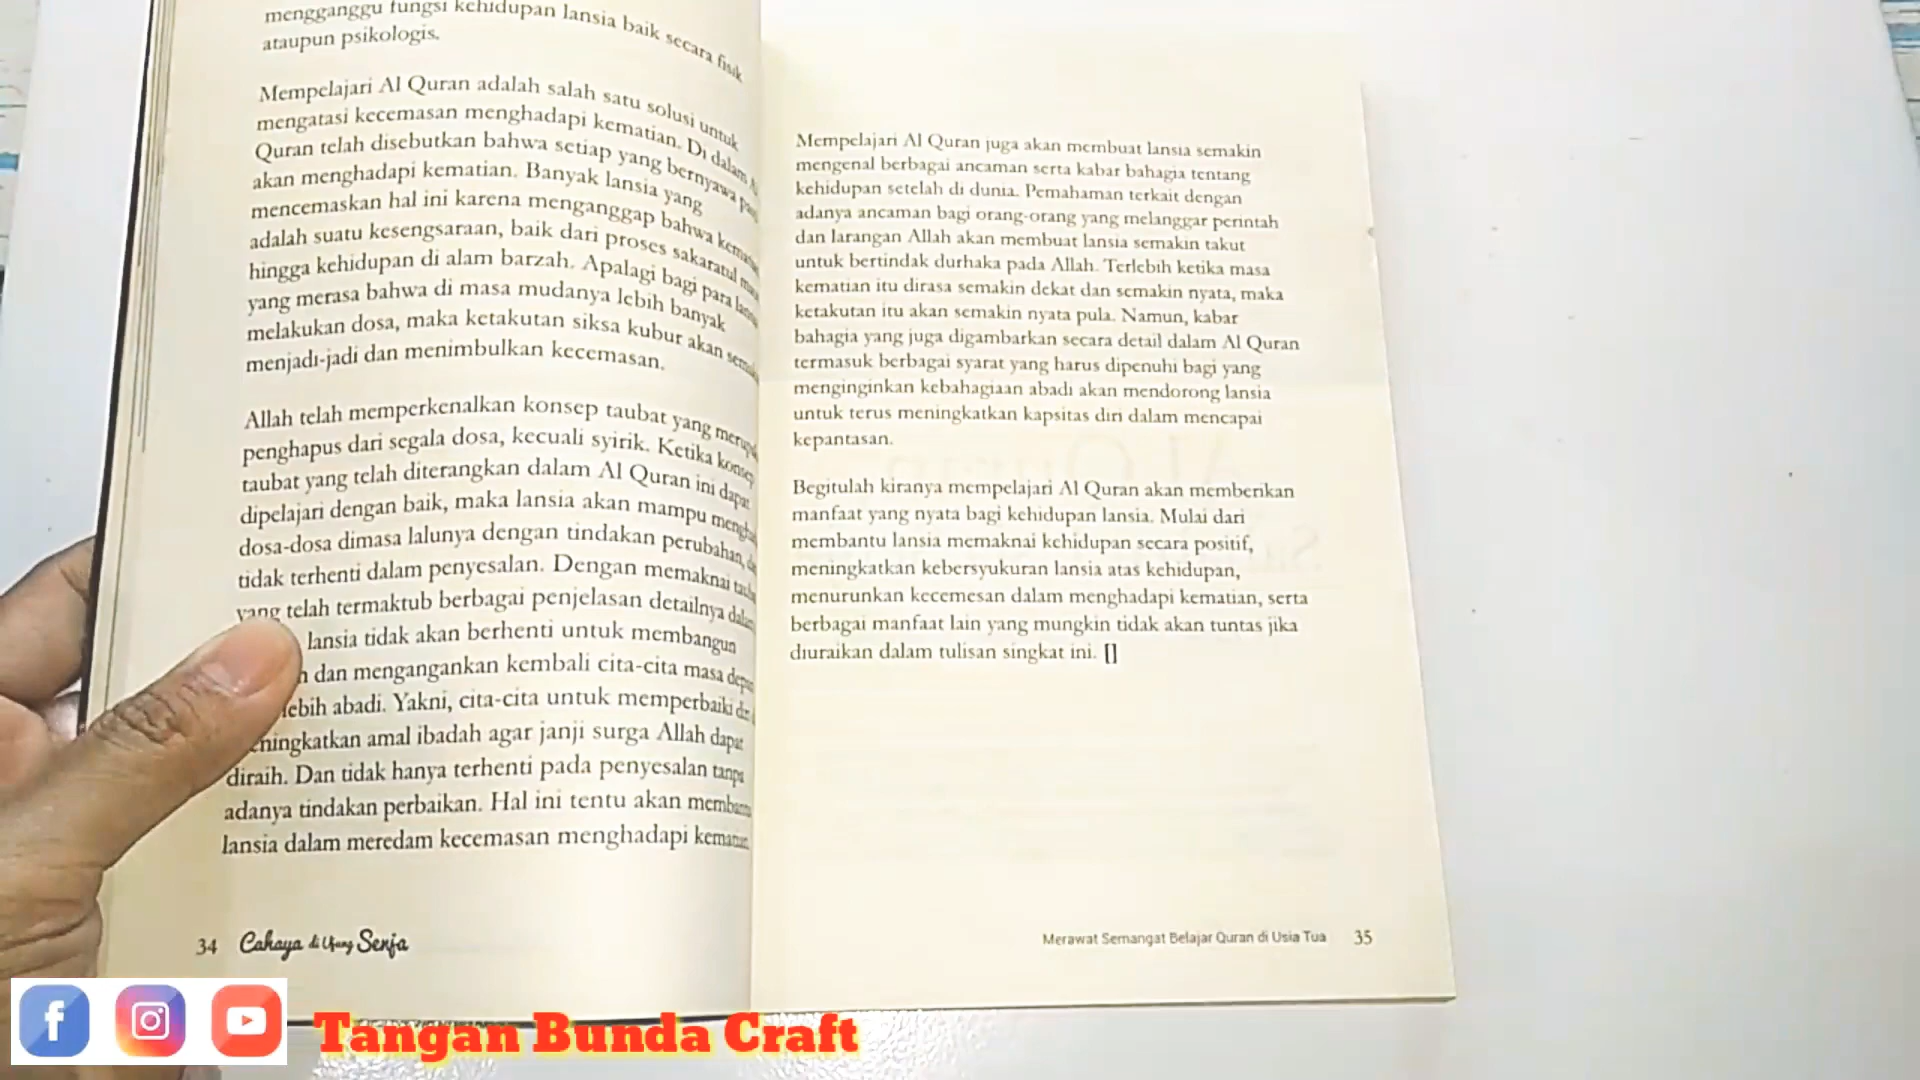 mengganggu fungsi kehidupan lansia baik secara fisik
ataupun psikologis.
Mempelajari Al Quran adalah salah satu solusi untuk
mengatasi kecemasan menghadapi kematian. Di dalam
Quran telah disebutkan bahwa setiap yang bernyawa
akan menghadapi kematian. Banyak lansia yang
mencemaskan hal ini karena menganggap bahwa
adalah suatu kesengsaraan, baik dari proses sakaratul
hingga kehidupan di alam barzah. Apalagi bagi para
yang merasa bahwa di masa mudanya lebih banyak
melakukan dosa, maka ketakutan siksa kubur akan
menjadi-jadi dan menimbulkan kecemasan.
Allah telah memperkenalkan konsep taubat yang
penghapus dari segala dosa, kecuali syirik. Ketika
taubat yang telah diterangkan dalam Al Quran ini dapat
dipelajari dengan baik, maka lansia akan mampu
dosa-dosa dimasa lalunya dengan tindakan perubahan,
tidak terhenti dalam penyesalan. Dengan memaknai
yang telah termaktub berbagai penjelasan detailnya
lansia tidak akan berhenti untuk membangun
dan mengangankan kembali cita-cita masa
lebih abadi. Yakni, cita-cita untuk memperbaiki
eningkatkan amal ibadah agar janji surga Allah dapat
diraih. Dan tidak hanya terhenti pada penyesalan tanpa
adanya tindakan perbaikan. Hal ini tentu akan
lansia dalam meredam kecemasan menghadapi
34 Cahaya di Ujung Senja
Mempelajari Al Quran juga akan membuat lansia semakin
mengenal berbagai ancaman serta kabar bahagia tentang
kehidupan setelah di dunia. Pemahaman terkait dengan
adanya ancaman bagi orang-orang yang melanggar perintah
dan larangan Allah akan membuat lansia semakin takut
untuk bertindak durhaka pada Allah. Terlebih ketika masa
kematian itu dirasa semakin dekat dan semakin nyata, maka
ketakutan itu akan semakin nyata pula. Namun, kabar
bahagia yang juga digambarkan secara detail dalam Al Quran
termasuk berbagai syarat yang harus dipenuhi bagi yang
menginginkan kebahagiaan abadi akan mendorong lansia
untuk terus meningkatkan kapsitas diri dalam mencapai
kepantasan.
Begitulah kiranya mempelajari Al Quran akan memberikan
manfaat yang nyata bagi kehidupan lansia. Mulai dari
membantu lansia memaknai kehidupan secara positif,
meningkatkan kebersyukuran lansia atas kehidupan,
menurunkan kecemesan dalam menghadapi kematian, serta
berbagai manfaat lain yang mungkin tidak akan tuntas jika
diuraikan dalam tulisan singkat ini. []
Merawat Semangat Belajar Quran di Usia Tua 35
Tangan Bunda Craft